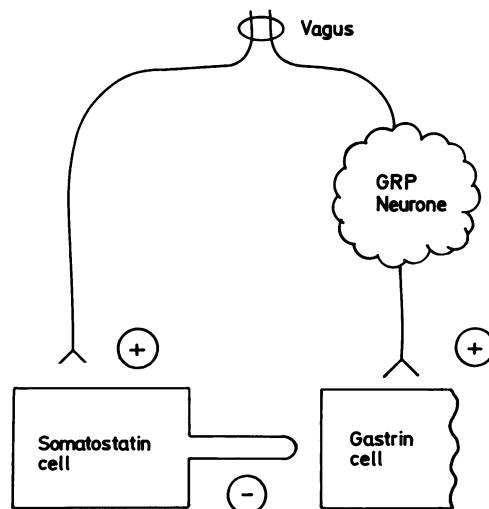 Vagus
GRP
Neurone
+
+
Somatostatin
cell
Gastrin
cell
−